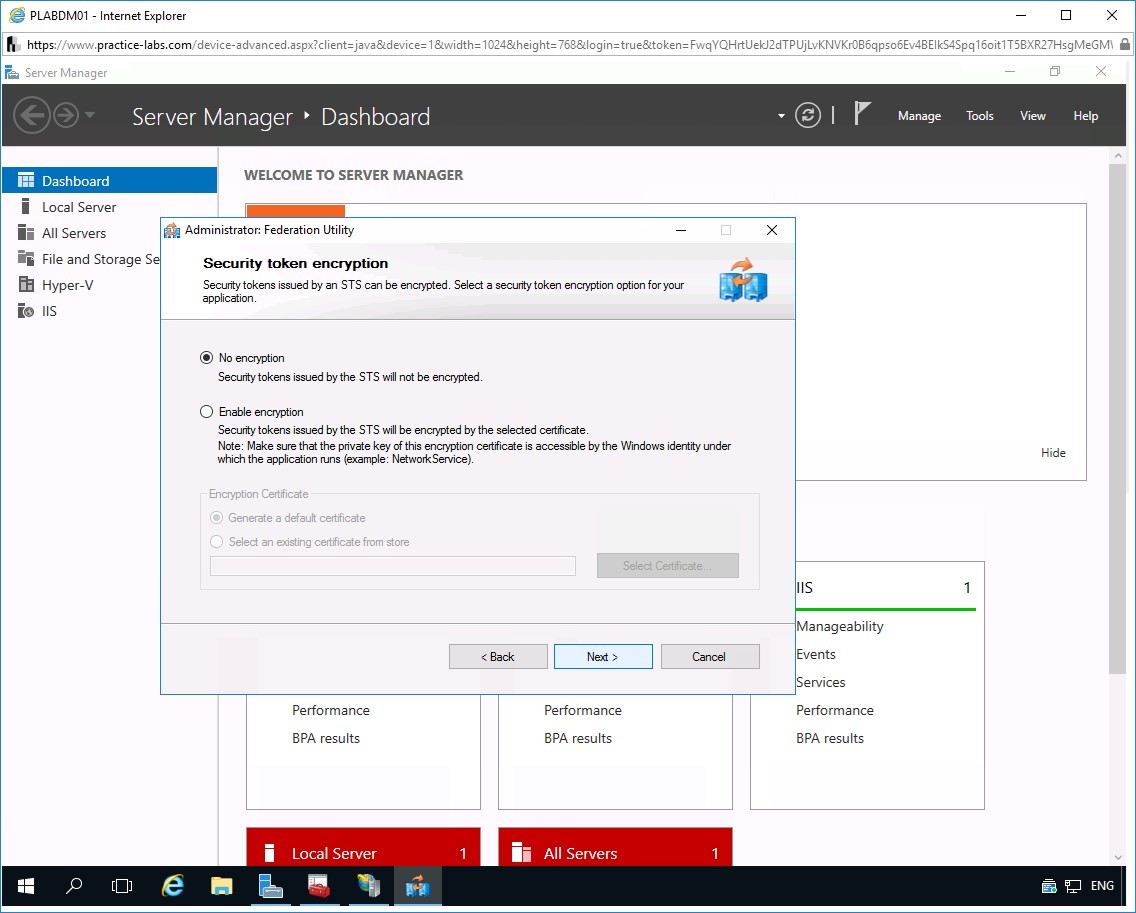 PLABDM01 - Internet Explorer
https://www.practice-labs.com/device-advanced.aspx?client=java&device=1&width=1024&height=768&login=true&token=
Server Manager
Server Manager Dashboard
Manage Tools View Help
Dashboard
Local Server
All Servers
File and Storage Se
Hyper-V
IIS
WELCOME TO SERVER MANAGER
Hide
Administrator: Federation Utility
Security token encryption
Security tokens issued by an STS can be encrypted. Select a security token encryption option for your
application.
No encryption
Security tokens issued by the STS will not be encrypted.
Enable encryption
Security tokens issued by the STS will be encrypted by the selected certificate.
Note: Make sure that the private key of this encryption certificate is accessible by the Windows identity under
which the application runs (example: NetworkService).
Encryption Certificate
Generate a default certificate
Select an existing certificate from store
Select Certificate...
< Back Next > Cancel
IIS 1
Manageability
Events
Services
Performance
BPA results
Performance
BPA results
Performance
BPA results
Local Server 1
All Servers 1
ENG